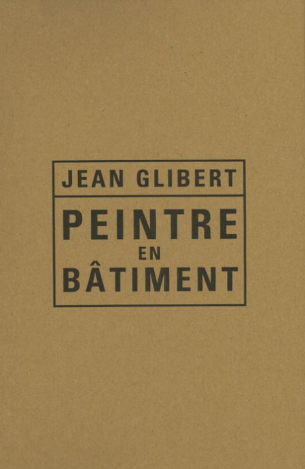 JEAN GLIBERT
PEINTRE
EN
BÂTIMENT